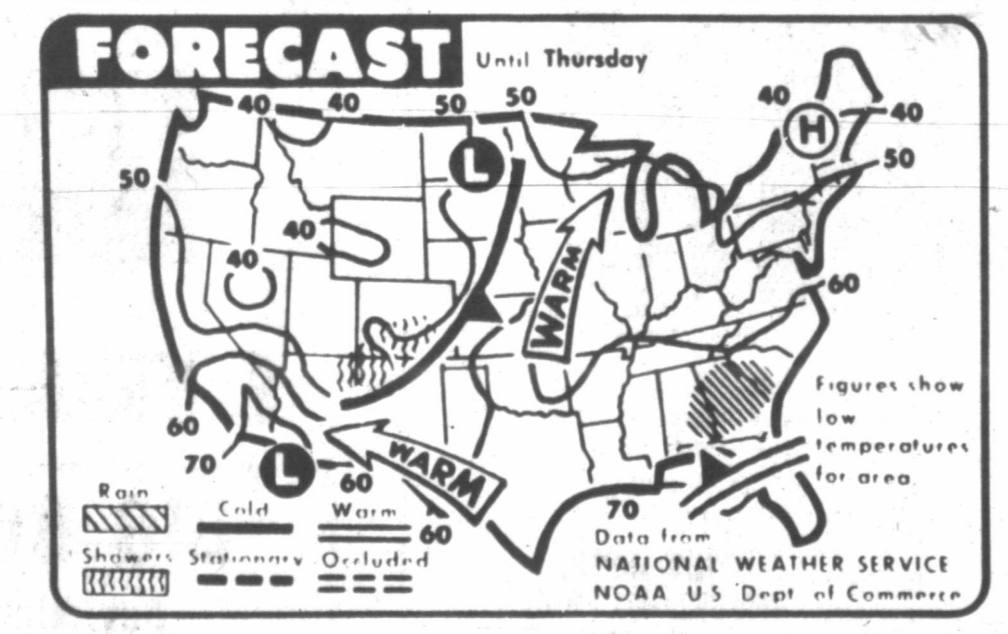 FORECAST
Until Thursday
40 40 50 50
40
H
40
50
50
L
40
40
60
WARM
WARM
60
70
L
60
60
70
Figures show
low
temperatures
for area.
Rain
Cold
Warm
Showers
Stationary
Occluded
Data from
NATIONAL WEATHER SERVICE
NOAA U S Dept of Commerce